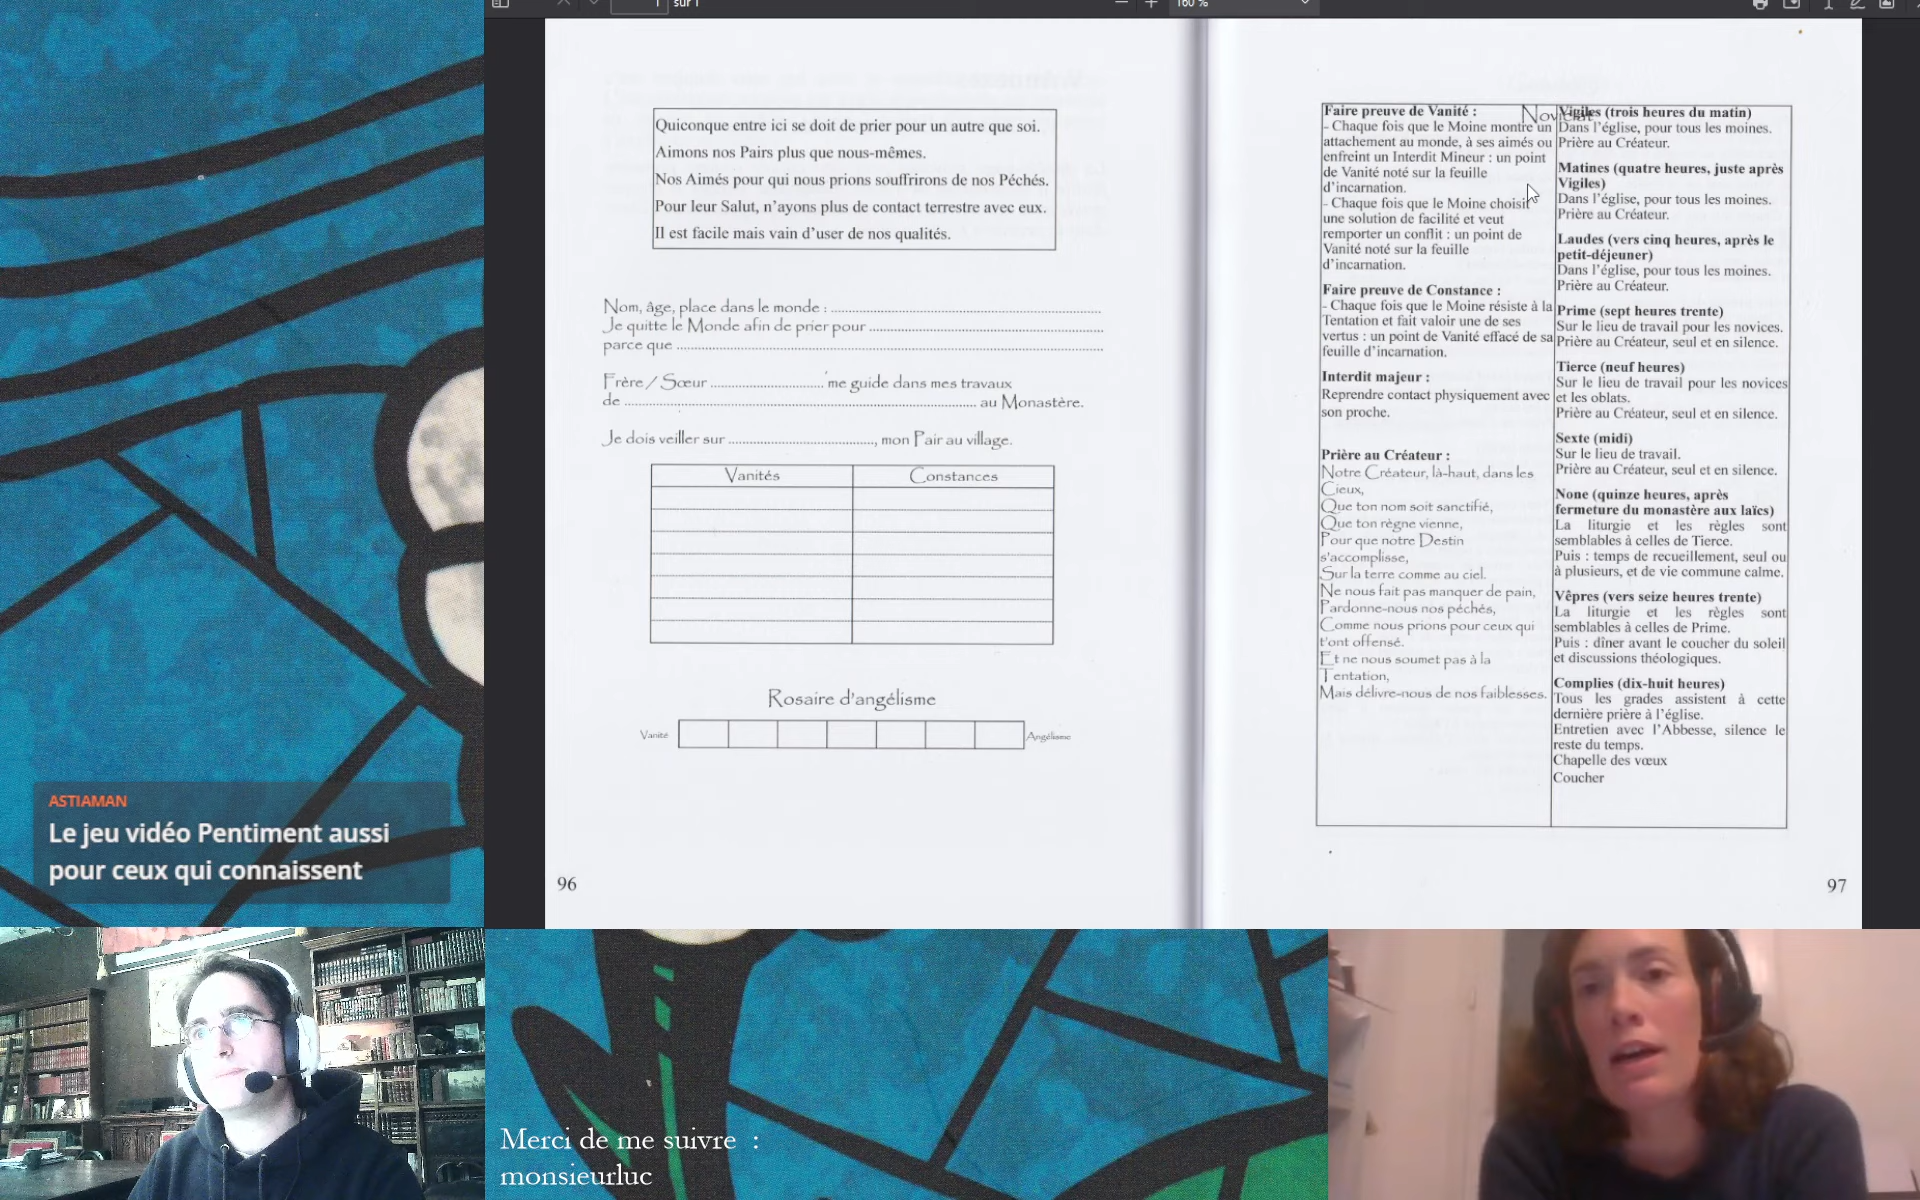 1 sur 1
160 %
Quiconque entre ici se doit de prier pour un autre que soi.
Aimons nos Pairs plus que nous-mêmes.
Nos Aimés pour qui nous prions souffrirons de nos Péchés.
Pour leur Salut, n'ayons plus de contact terrestre avec eux.
Il est facile mais vain d'user de nos qualités.
Nom, âge, place dans le monde :
Je quitte le Monde afin de prier pour
parce que
Frère / Sœur me guide dans mes travaux
de au Monastère.
Je dois veiller sur , mon Pair au village.
Vanités Constances
Rosaire d'angélisme
Vanité Angélisme
96
Faire preuve de Vanité :
- Chaque fois que le Moine montre un
attachement au monde, à ses aimés ou
enfreint un Interdit Mineur : un point
de Vanité noté sur la feuille
d'incarnation.
- Chaque fois que le Moine choisit
une solution de facilité et veut
remporter un conflit : un point de
Vanité noté sur la feuille
d'incarnation.
Faire preuve de Constance :
- Chaque fois que le Moine résiste à la
Tentation et fait valoir une de ses
vertus : un point de Vanité effacé de sa
feuille d'incarnation.
Interdit majeur :
Reprendre contact physiquement avec
son proche.
Prière au Créateur :
Notre Créateur, là-haut, dans les
Cieux,
Que ton nom soit sanctifié,
Que ton règne vienne,
Pour que notre Destin
s'accomplisse,
Sur la terre comme au ciel.
Ne nous fait pas manquer de pain,
Pardonne-nous nos péchés,
Comme nous prions pour ceux qui
t'ont offensé.
Et ne nous soumet pas à la
Tentation,
Mais délivre-nous de nos faiblesses.
Vigiles (trois heures du matin)
Dans l'église, pour tous les moines.
Prière au Créateur.
Matines (quatre heures, juste après
Vigiles)
Dans l'église, pour tous les moines.
Prière au Créateur.
Laudes (vers cinq heures, après le
petit-déjeuner)
Dans l'église, pour tous les moines.
Prière au Créateur.
Prime (sept heures trente)
Sur le lieu de travail pour les novices.
Prière au Créateur, seul et en silence.
Tierce (neuf heures)
Sur le lieu de travail pour les novices
et les oblats.
Prière au Créateur, seul et en silence.
Sexte (midi)
Sur le lieu de travail.
Prière au Créateur, seul et en silence.
None (quinze heures, après
fermeture du monastère aux laïcs)
La liturgie et les règles sont
semblables à celles de Tierce.
Puis : temps de recueillement, seul ou
à plusieurs, et de vie commune calme.
Vêpres (vers seize heures trente)
La liturgie et les règles sont
semblables à celles de Prime.
Puis : dîner avant le coucher du soleil
et discussions théologiques.
Complies (dix-huit heures)
Tous les grades assistent à cette
dernière prière à l'église.
Entretien avec l'Abbesse, silence le
reste du temps.
Chapelle des vœux
Coucher
97
ASTIAMAN
Le jeu vidéo Pentiment aussi
pour ceux qui connaissent
Merci de me suivre :
monsieurluc